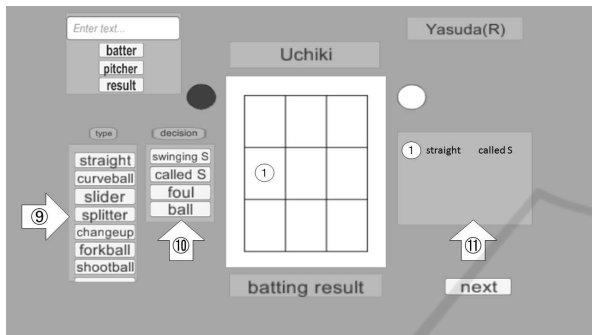 Enter text...
batter
pitcher
result
Uchiki
Yasuda(R)
type
straight
curveball
slider
splitter
changeup
forkball
shootball
decision
swinging S
called S
foul
ball
⑨
⑩
1
batting result
1 straight called S
⑪
next